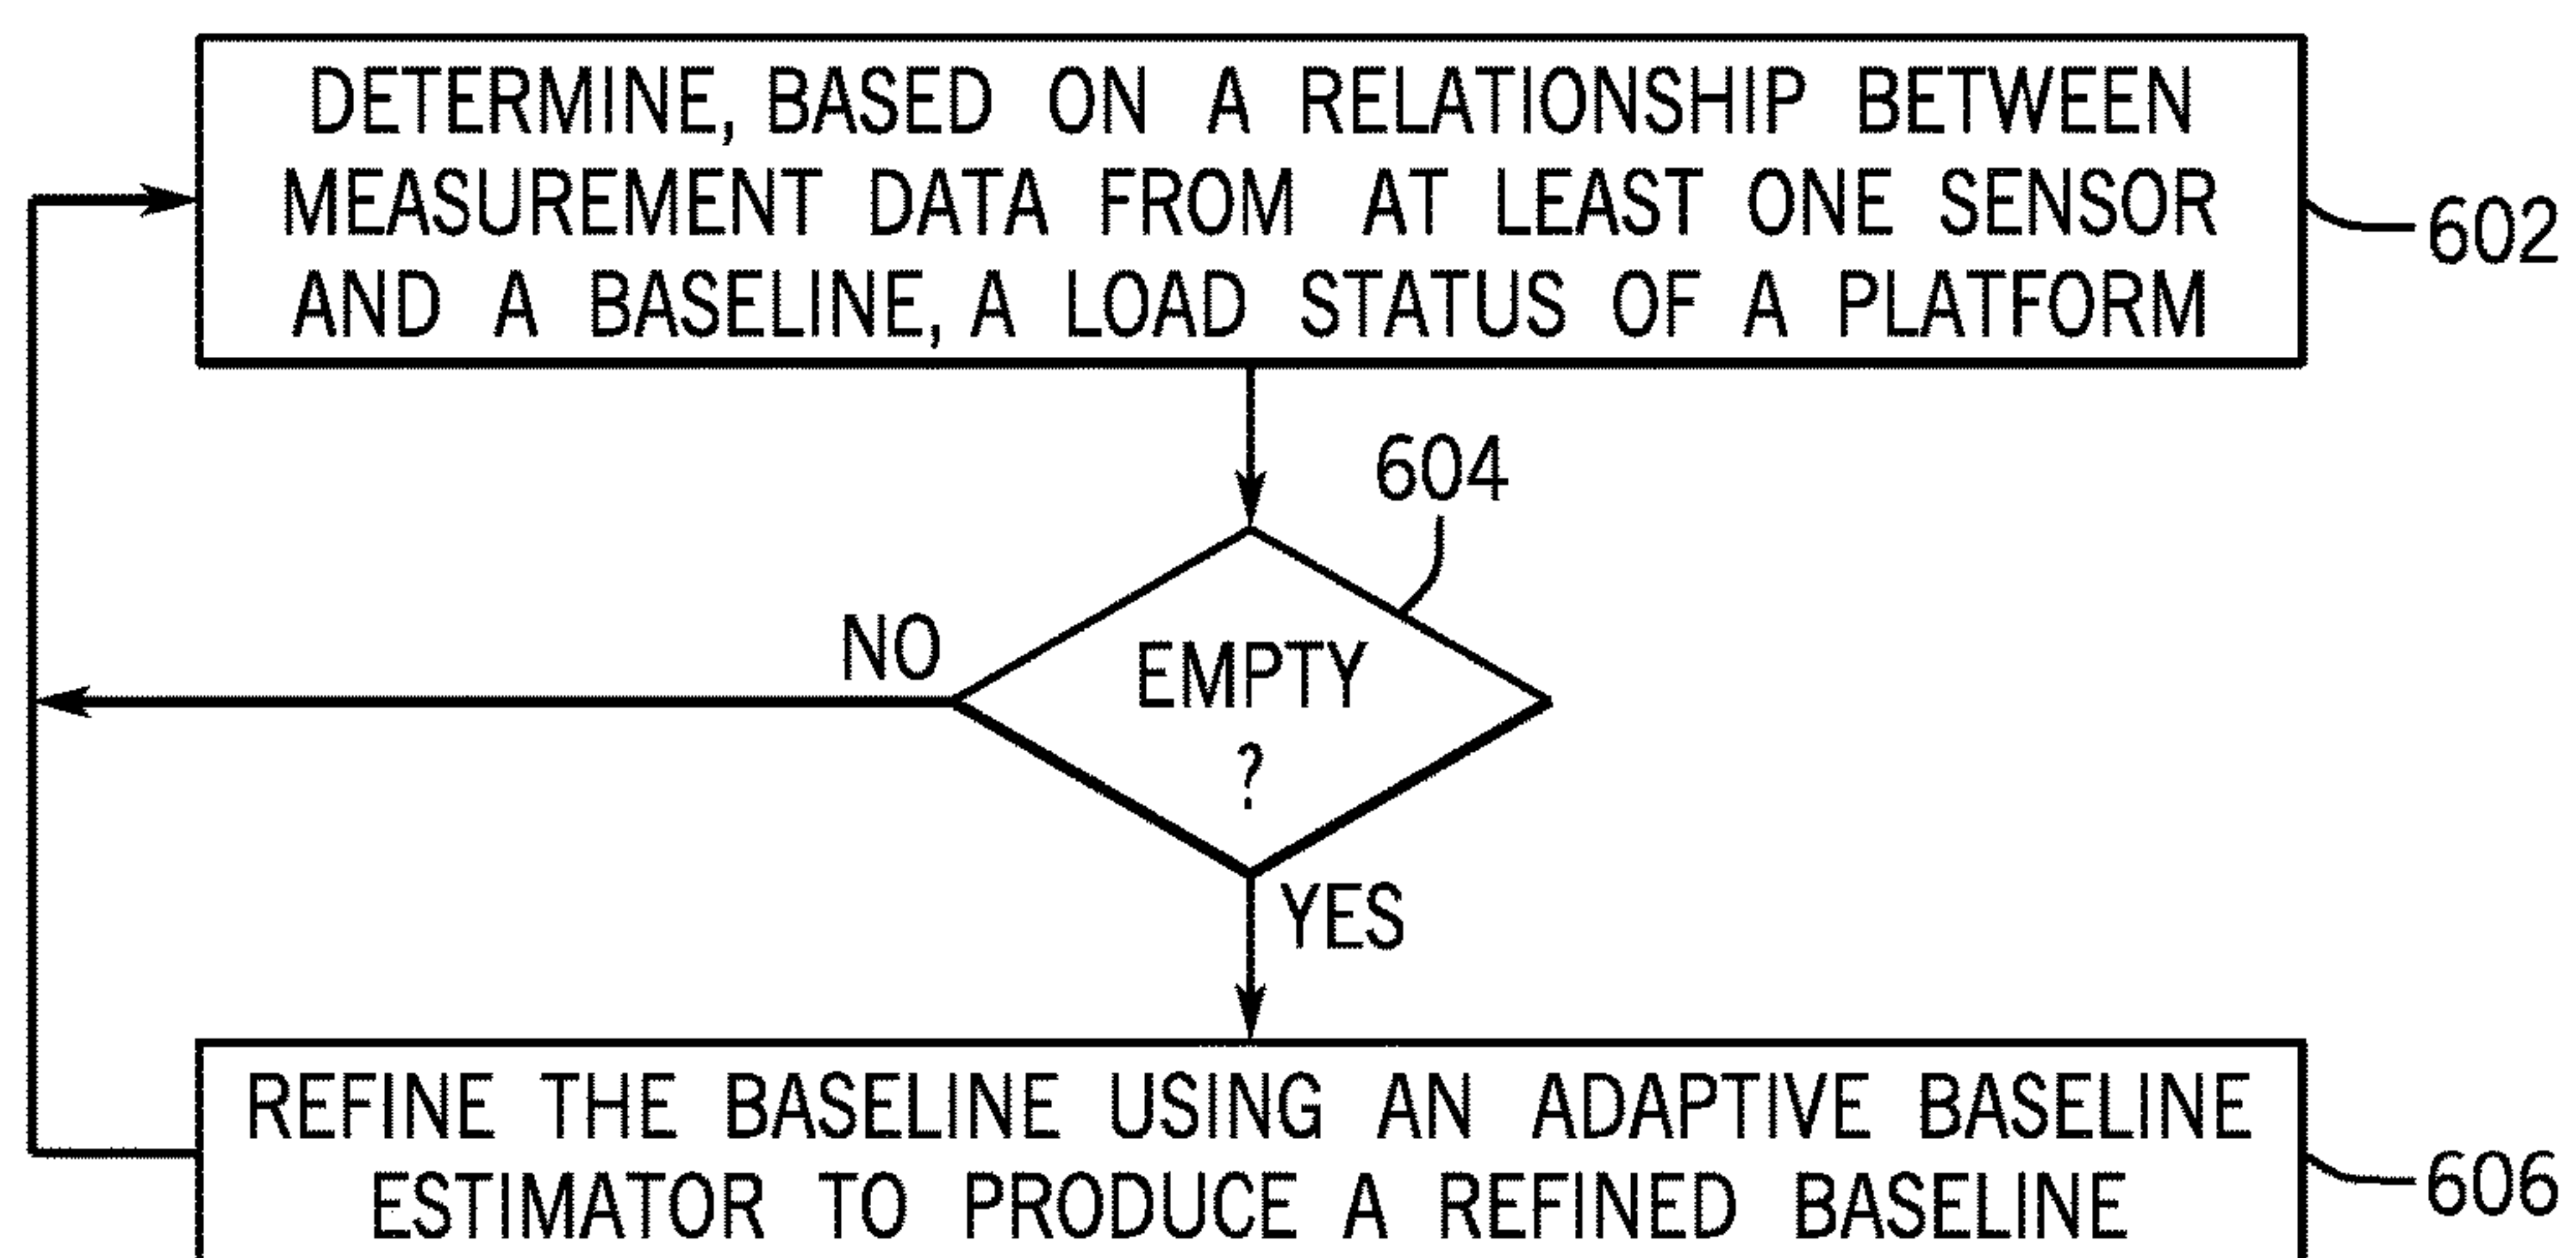 DETERMINE, BASED ON A RELATIONSHIP BETWEEN
MEASUREMENT DATA FROM AT LEAST ONE SENSOR
AND A BASELINE, A LOAD STATUS OF A PLATFORM
602
604
NO
EMPTY
?
YES
REFINE THE BASELINE USING AN ADAPTIVE BASELINE
ESTIMATOR TO PRODUCE A REFINED BASELINE
606